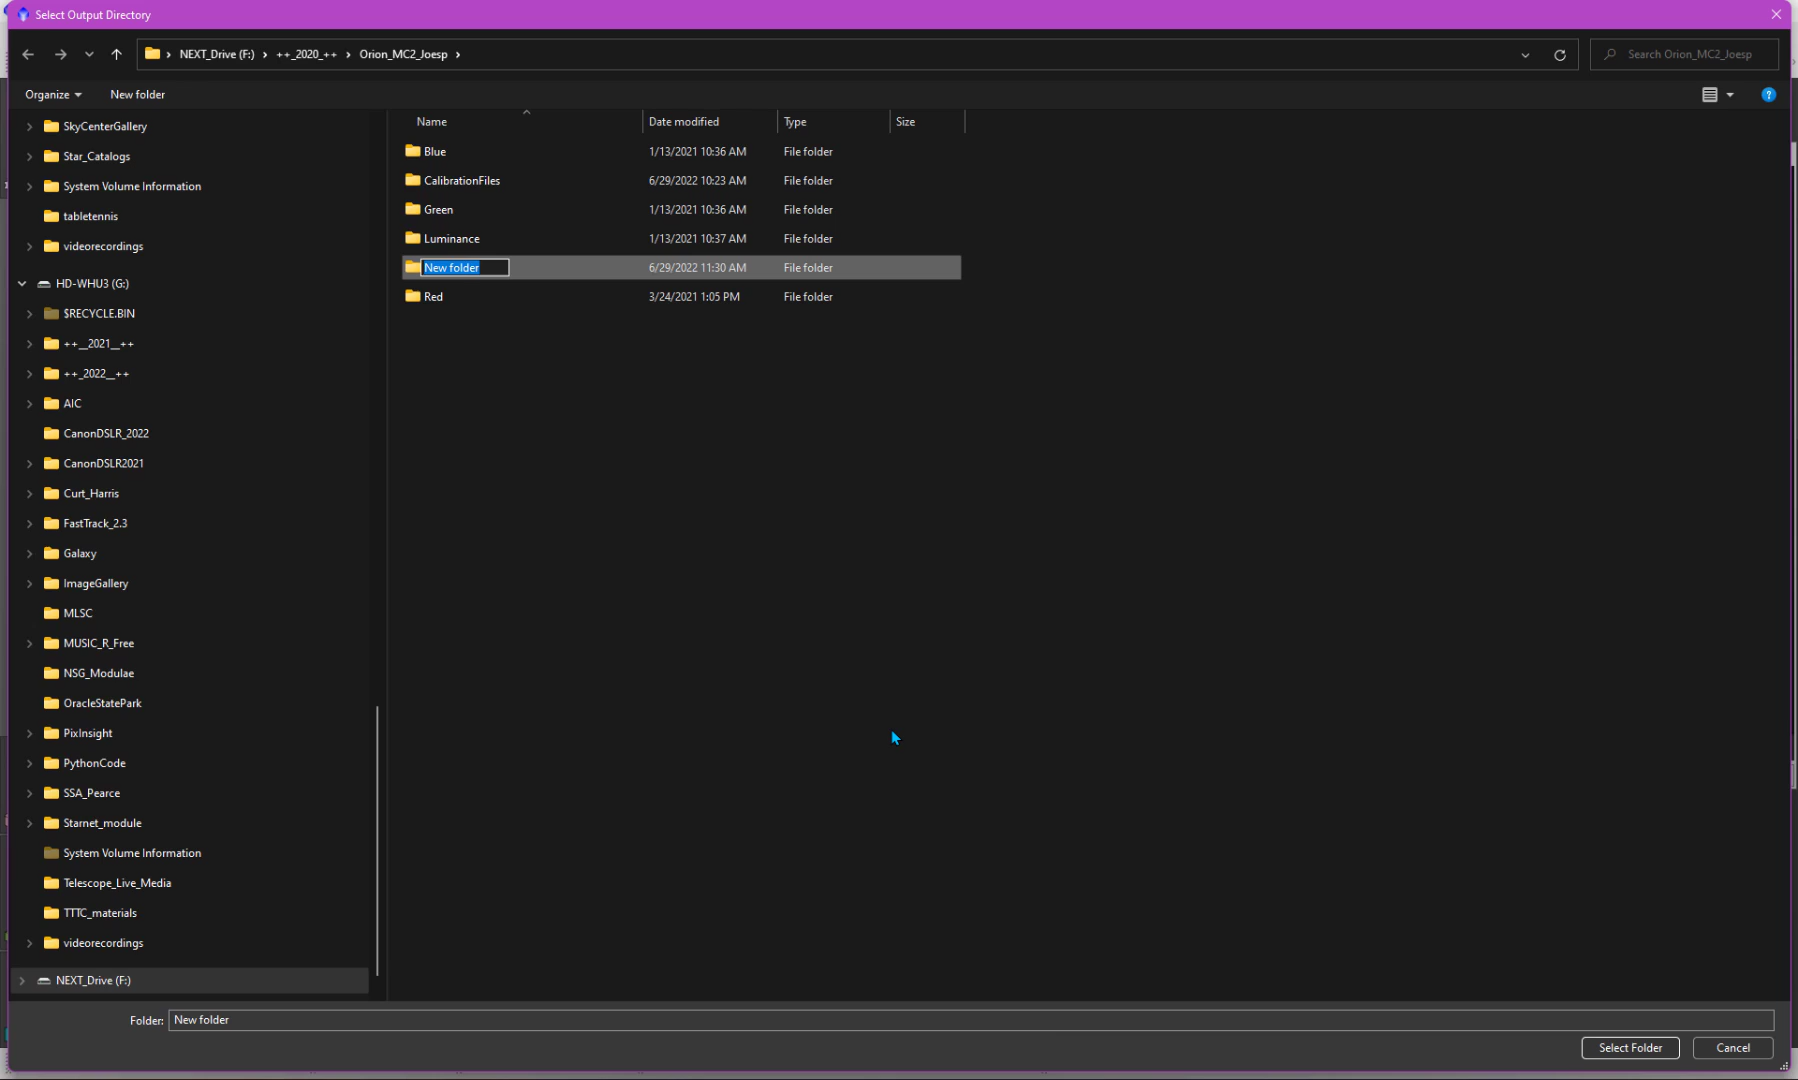 Select Output Directory
NEXT_Drive (F:) › ++_2020_++ › Orion_MC2_Joesp ›
Search Orion_MC2_Joesp
Organize
New folder
SkyCenterGallery
Star_Catalogs
System Volume Information
tabletennis
videorecordings
HD-WHU3 (G:)
$RECYCLE.BIN
++__2021__++
++_2022__++
AIC
CanonDSLR_2022
CanonDSLR2021
Curt_Harris
FastTrack_2.3
Galaxy
ImageGallery
MLSC
MUSIC_R_Free
NSG_Modulae
OracleStatePark
PixInsight
PythonCode
SSA_Pearce
Starnet_module
System Volume Information
Telescope_Live_Media
TTTC_materials
videorecordings
NEXT_Drive (F:)
Name Date modified Type Size
Blue 1/13/2021 10:36 AM File folder
CalibrationFiles 6/29/2022 10:23 AM File folder
Green 1/13/2021 10:36 AM File folder
Luminance 1/13/2021 10:37 AM File folder
New folder 6/29/2022 11:30 AM File folder
Red 3/24/2021 1:05 PM File folder
Folder: New folder
Select Folder
Cancel